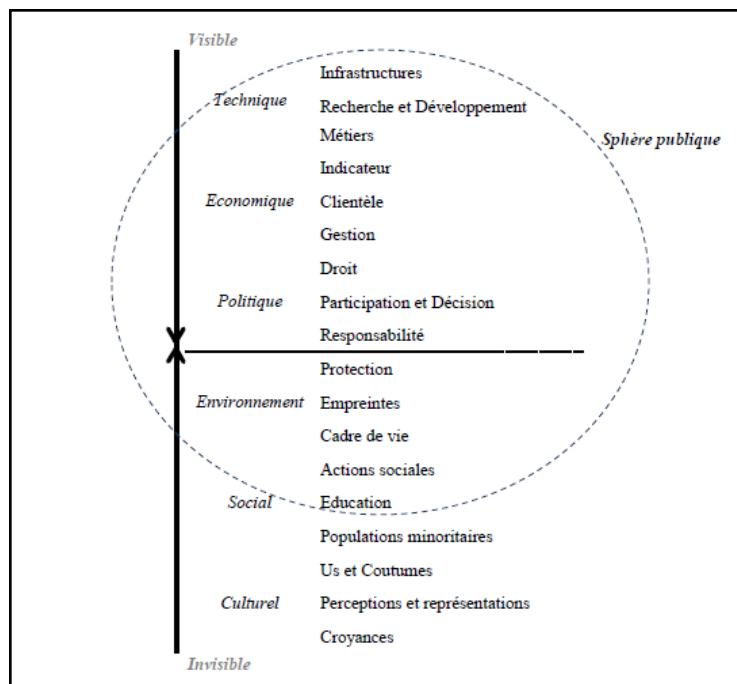 Visible
Infrastructures
Technique
Recherche et Développement
Métiers
Sphère publique
Indicateur
Economique
Clientèle
Gestion
Droit
Politique
Participation et Décision
Responsabilité
Protection
Environnement
Empreintes
Cadre de vie
Actions sociales
Social
Education
Populations minoritaires
Us et Coutumes
Culturel
Perceptions et représentations
Croyances
Invisible